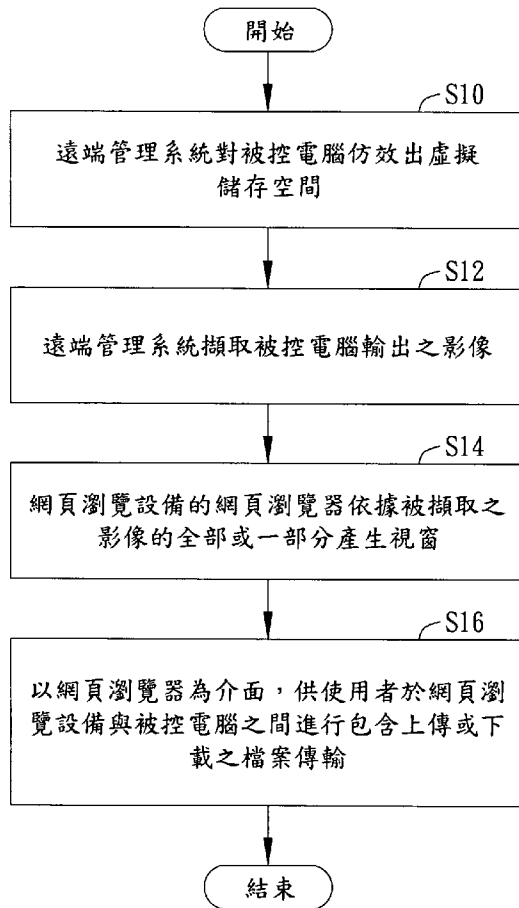 開始
S10
遠端管理系統對被控電腦仿效出虛擬
儲存空間
S12
遠端管理系統擷取被控電腦輸出之影像
S14
網頁瀏覽設備的網頁瀏覽器依據被擷取之
影像的全部或一部分產生視窗
S16
以網頁瀏覽器為介面，供使用者於網頁瀏
覽設備與被控電腦之間進行包含上傳或下
載之檔案傳輸
結束